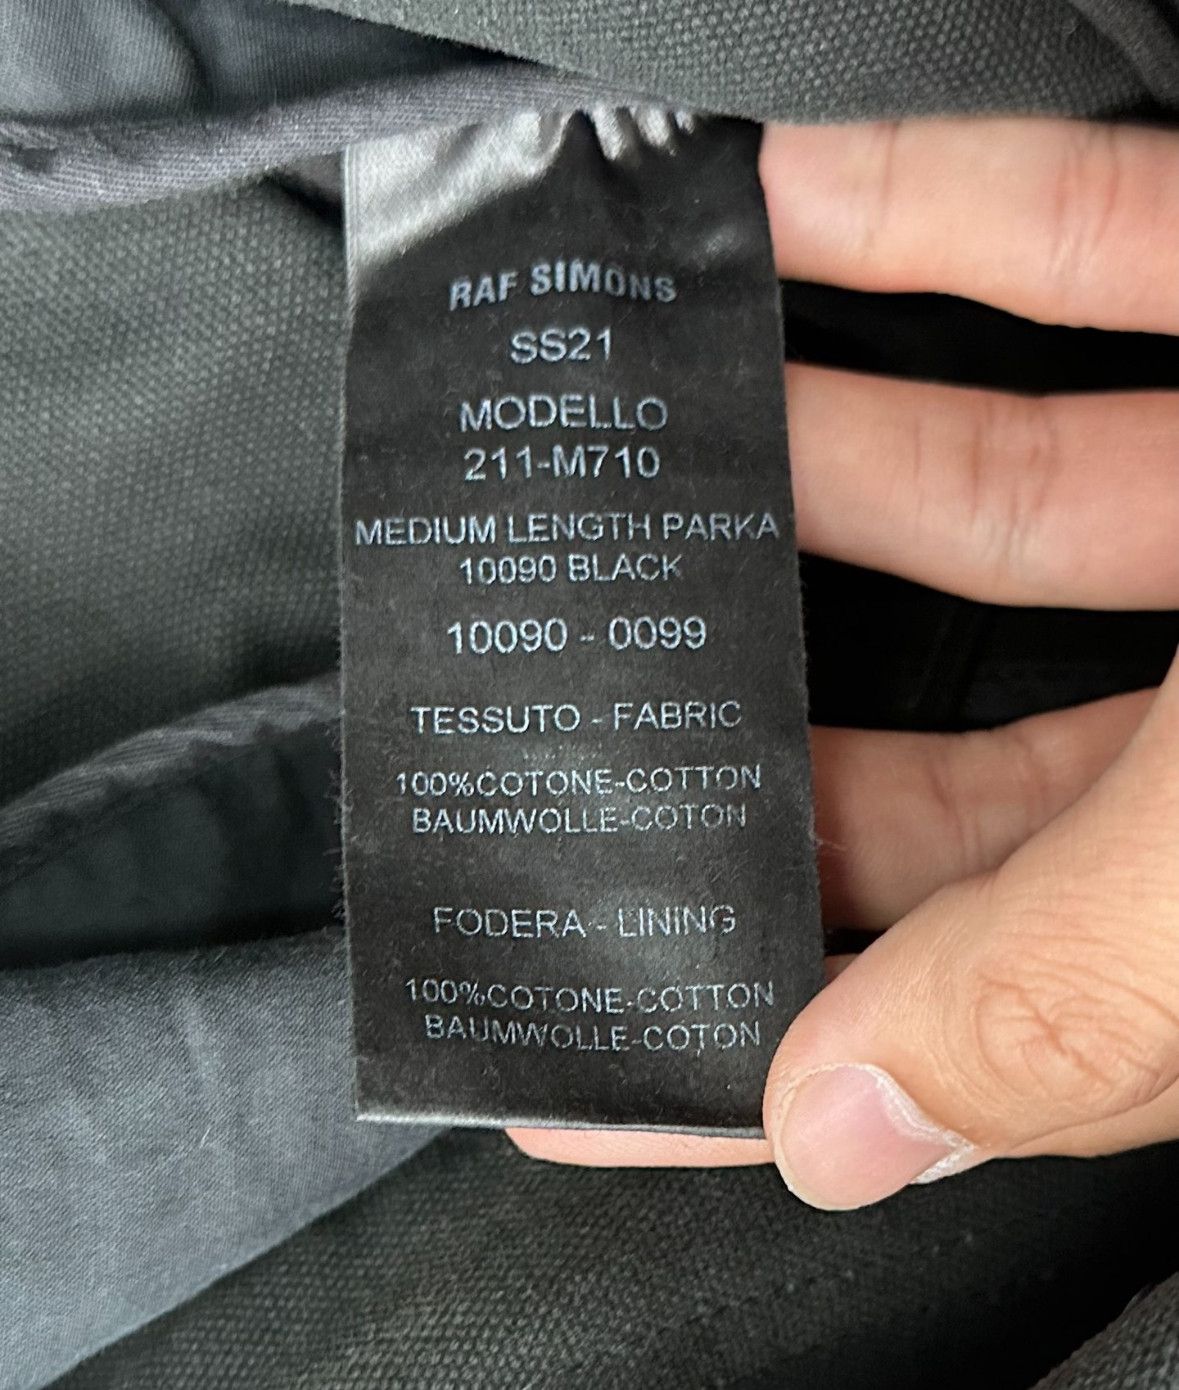 RAF SIMONS
SS21
MODELLO
211-M710
MEDIUM LENGTH PARKA
10090 BLACK
10090 - 0099
TESSUTO - FABRIC
100%COTONE-COTTON
BAUMWOLLE-COTON
FODERA - LINING
100%COTONE-COTTON
BAUMWOLLE-COTON